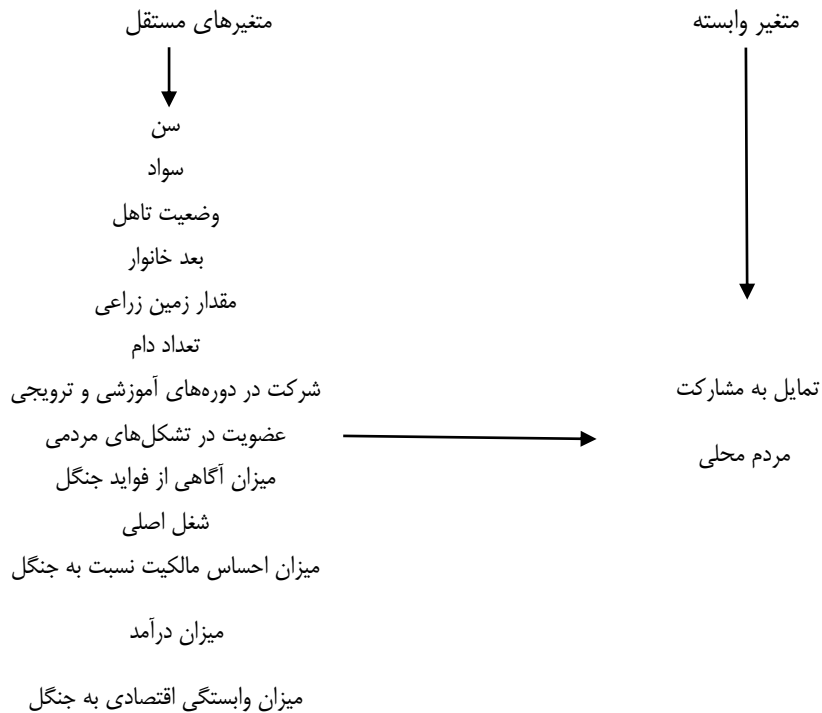 متغیرهای مستقل
متغیر وابسته
سن
سواد
وضعیت تاهل
بعد خانوار
مقدار زمین زراعی
تعداد دام
شرکت در دوره‌های آموزشی و ترویجی
عضویت در تشکل‌های مردمی
میزان آگاهی از فواید جنگل
شغل اصلی
میزان احساس مالکیت نسبت به جنگل
میزان درآمد
میزان وابستگی اقتصادی به جنگل
تمایل به مشارکت
مردم محلی